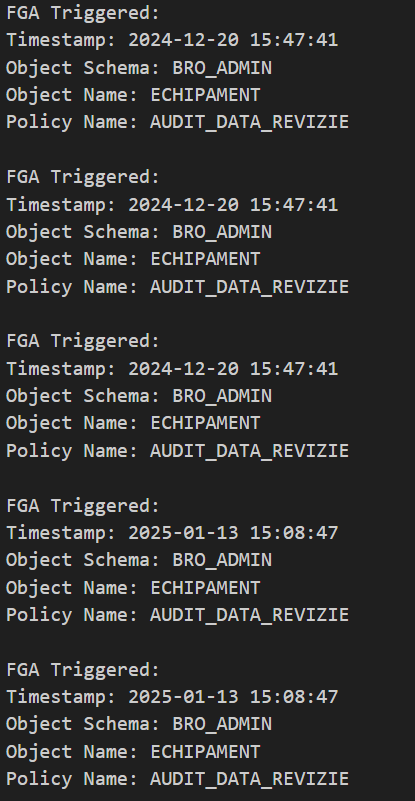 FGA Triggered:
Timestamp: 2024-12-20 15:47:41
Object Schema: BRO_ADMIN
Object Name: ECHIPAMENT
Policy Name: AUDIT_DATA_REVIZIE

FGA Triggered:
Timestamp: 2024-12-20 15:47:41
Object Schema: BRO_ADMIN
Object Name: ECHIPAMENT
Policy Name: AUDIT_DATA_REVIZIE

FGA Triggered:
Timestamp: 2024-12-20 15:47:41
Object Schema: BRO_ADMIN
Object Name: ECHIPAMENT
Policy Name: AUDIT_DATA_REVIZIE

FGA Triggered:
Timestamp: 2025-01-13 15:08:47
Object Schema: BRO_ADMIN
Object Name: ECHIPAMENT
Policy Name: AUDIT_DATA_REVIZIE

FGA Triggered:
Timestamp: 2025-01-13 15:08:47
Object Schema: BRO_ADMIN
Object Name: ECHIPAMENT
Policy Name: AUDIT_DATA_REVIZIE